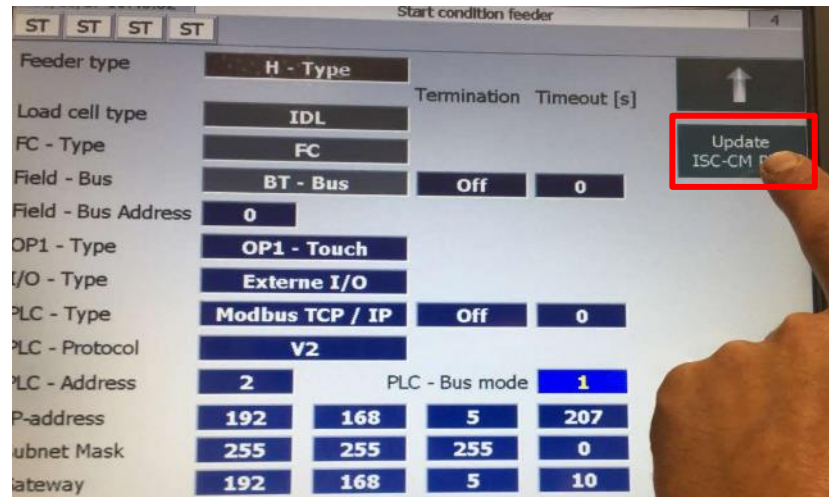 Start condition feeder
4
ST ST ST ST
Feeder type H - Type
Termination Timeout [s]
Load cell type IDL
FC - Type FC
Field - Bus BT - Bus Off 0
Field - Bus Address 0
OP1 - Type OP1 - Touch
I/O - Type Externe I/O
PLC - Type Modbus TCP / IP Off 0
PLC - Protocol V2
PLC - Address 2 PLC - Bus mode 1
P-address 192 168 5 207
ubnet Mask 255 255 255 0
ateway 192 168 5 10
Update
ISC-CM